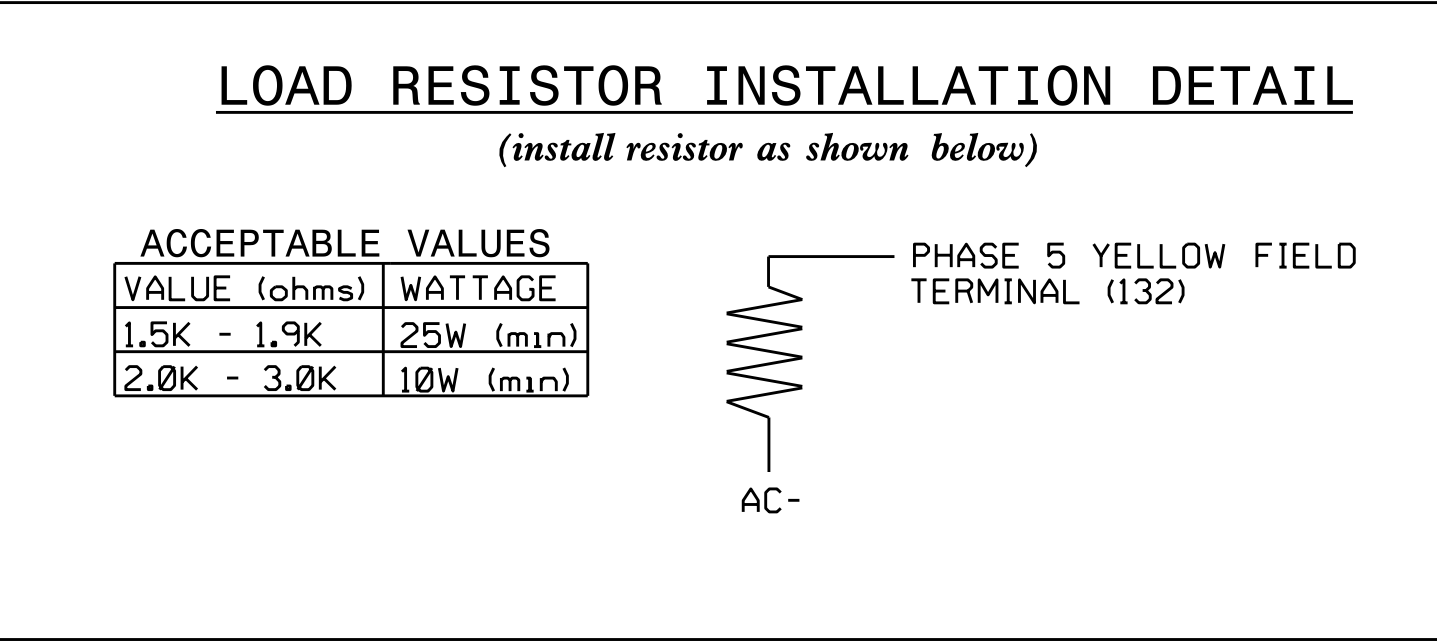 LOAD RESISTOR INSTALLATION DETAIL
(install resistor as shown below)
ACCEPTABLE VALUES
VALUE (ohms) WATTAGE
1.5K - 1.9K 25W (min)
2.0K - 3.0K 10W (min)
PHASE 5 YELLOW FIELD
TERMINAL (132)
AC-